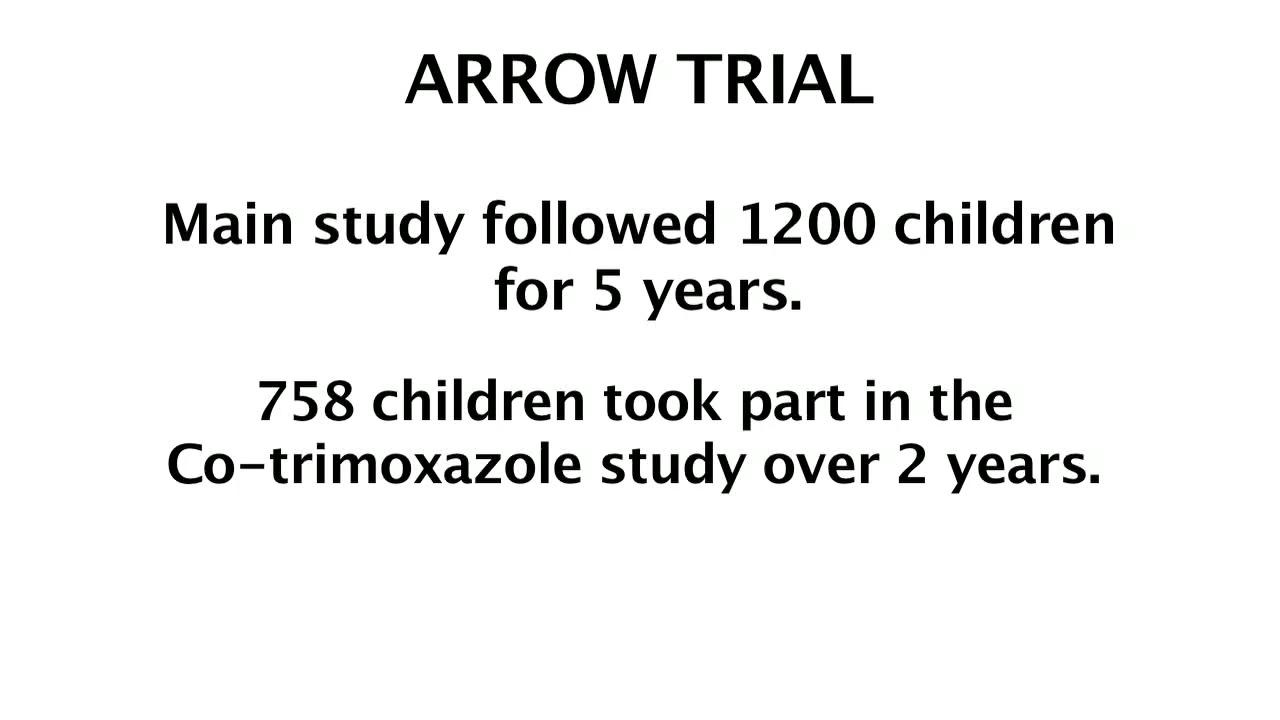 ARROW TRIAL
Main study followed 1200 children
for 5 years.
758 children took part in the
Co-trimoxazole study over 2 years.